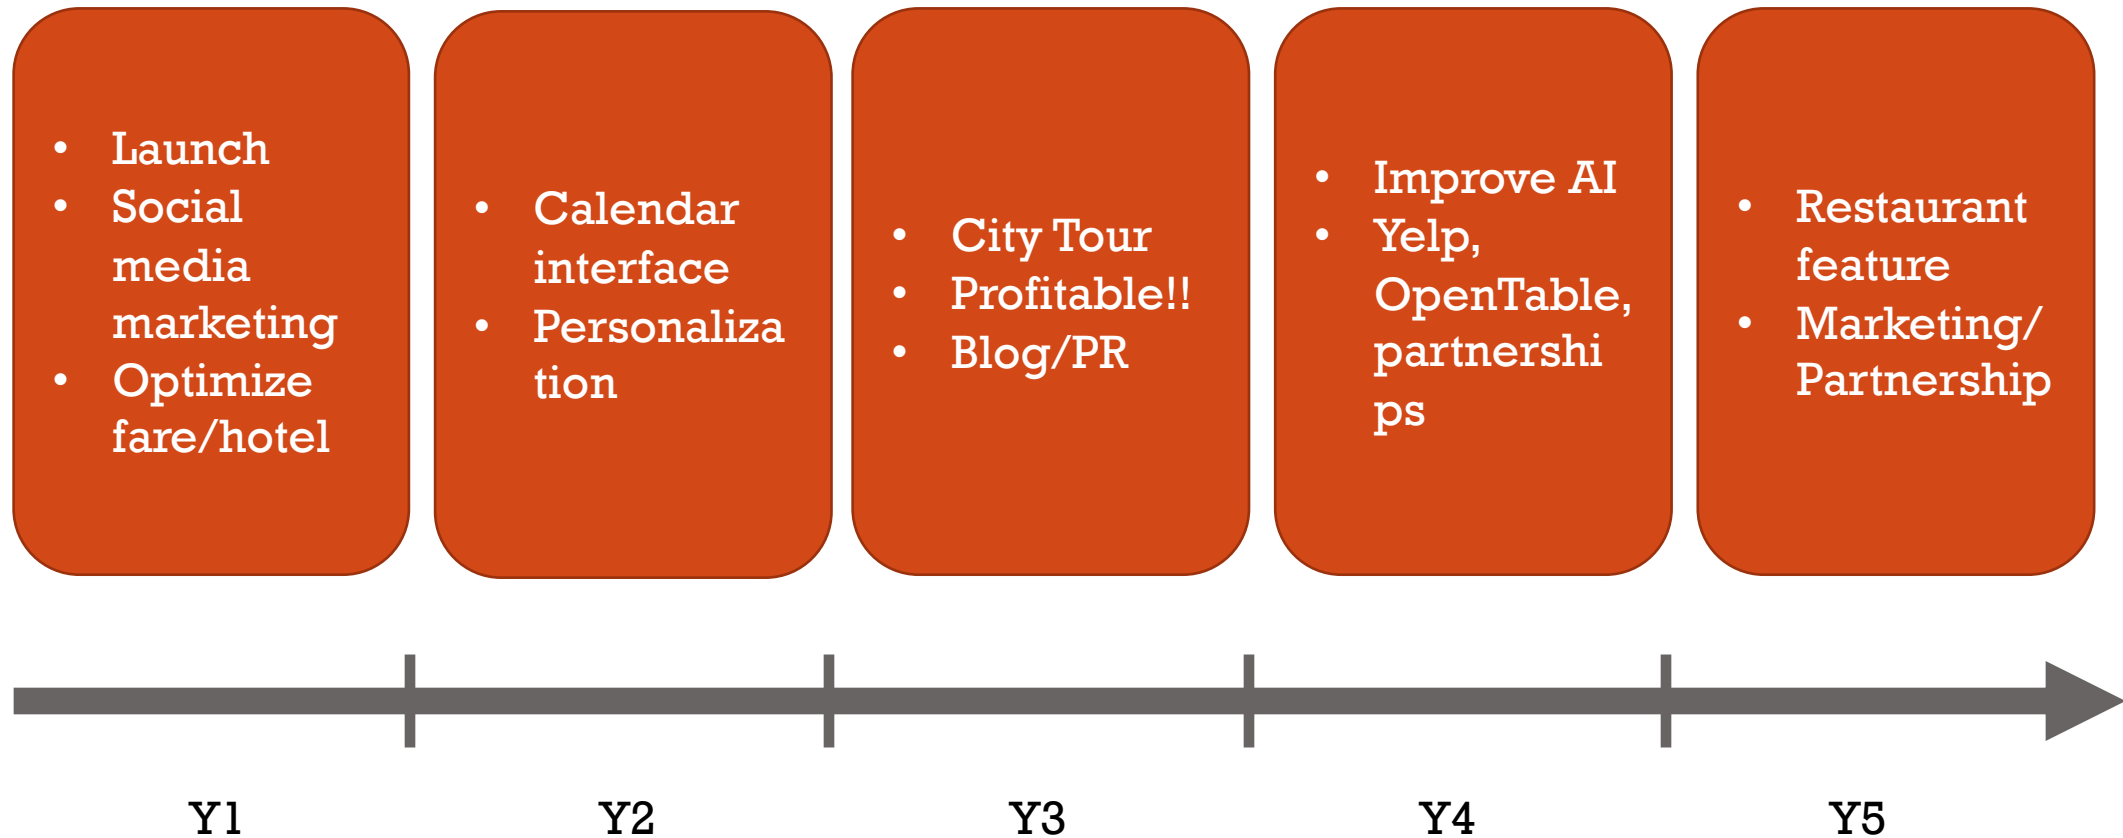 • Launch
• Social
media
marketing
• Optimize
fare/hotel
• Calendar
interface
• Personaliza
tion
• City Tour
• Profitable!!
• Blog/PR
• Improve AI
• Yelp,
OpenTable,
partnershi
ps
• Restaurant
feature
• Marketing/
Partnership
Y1
Y2
Y3
Y4
Y5